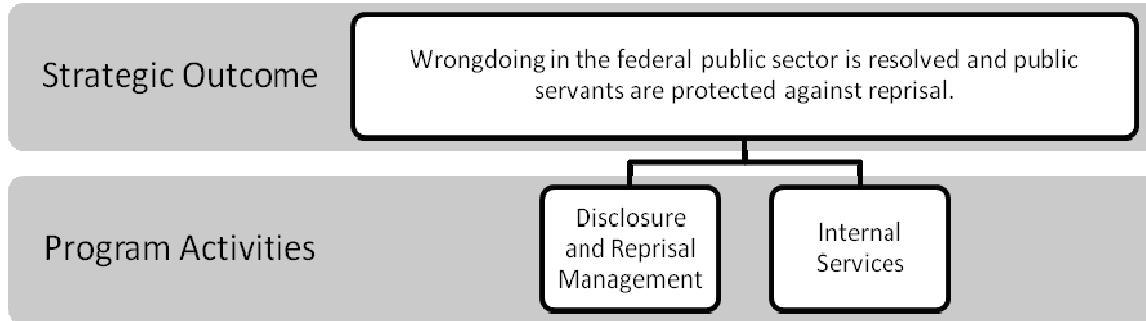 Strategic Outcome
Wrongdoing in the federal public sector is resolved and public
servants are protected against reprisal.
Program Activities
Disclosure
and Reprisal
Management
Internal
Services